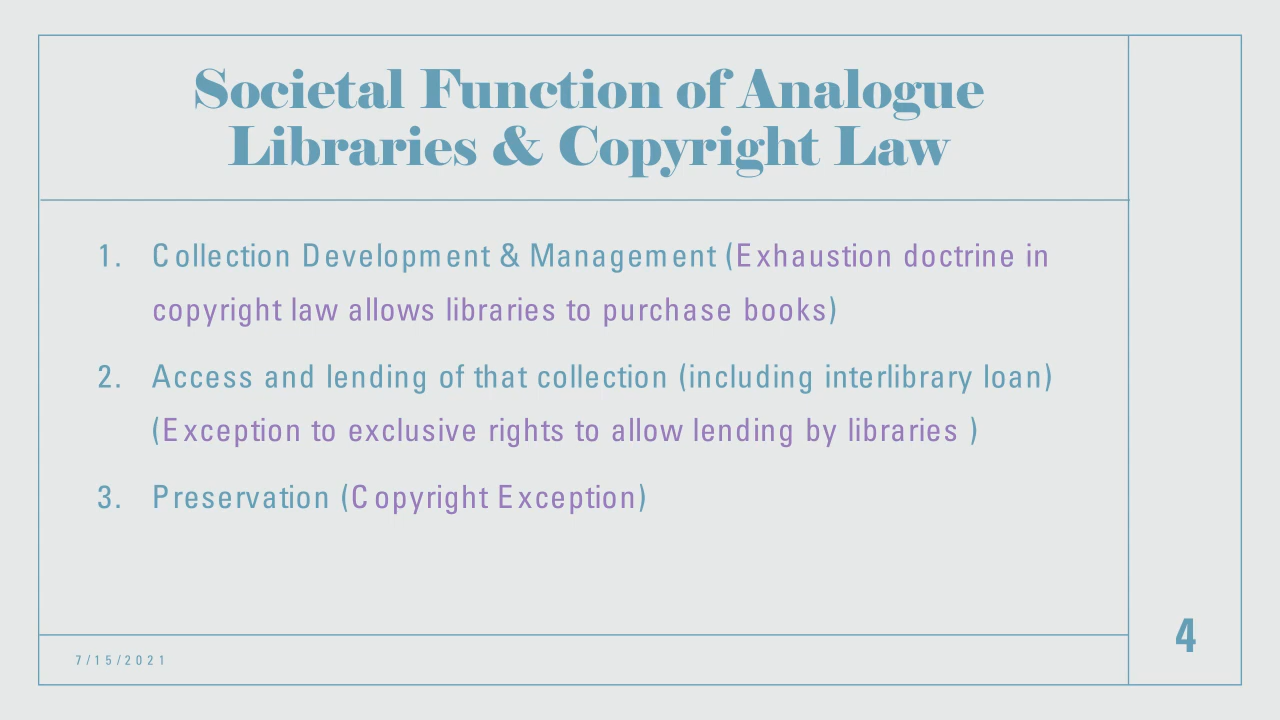 Societal Function of Analogue
Libraries & Copyright Law
1. Collection Development & Management (Exhaustion doctrine in
copyright law allows libraries to purchase books)
2. Access and lending of that collection (including interlibrary loan)
(Exception to exclusive rights to allow lending by libraries )
3. Preservation (Copyright Exception)
4
7/15/2021